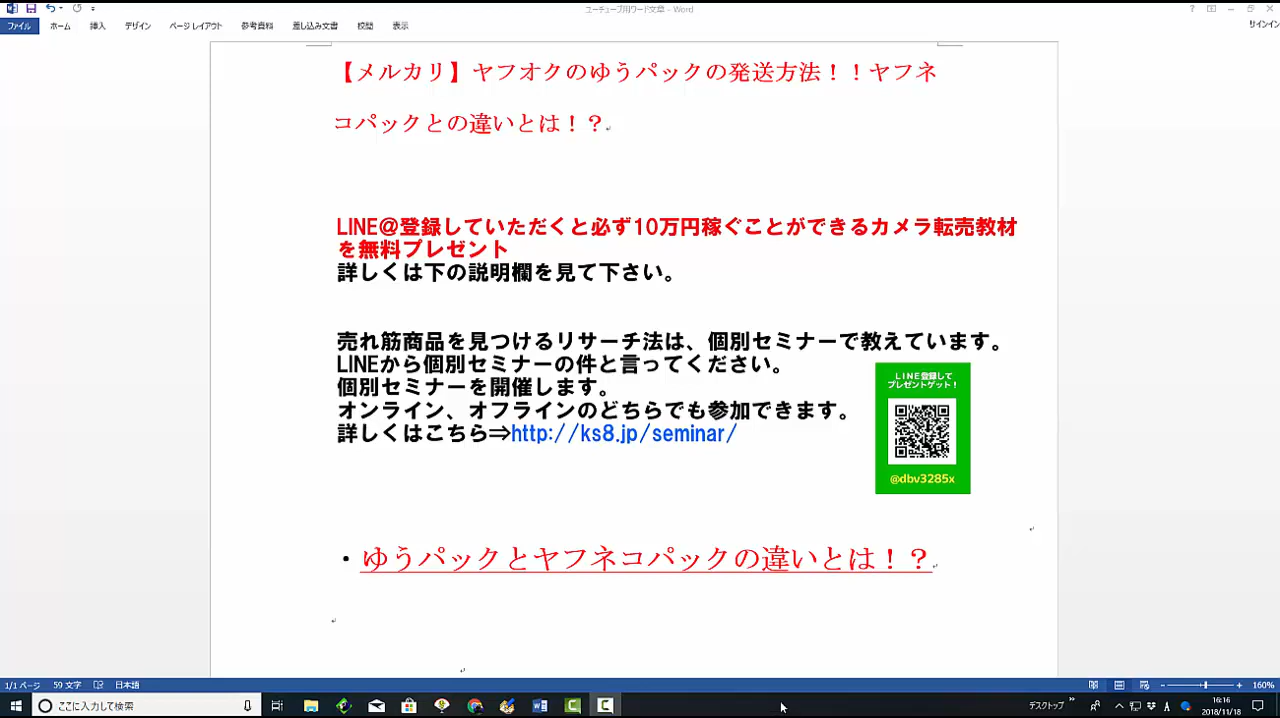 ユーチューブ用ワード文章 - Word
サインイン
ファイル ホーム 挿入 デザイン ページ レイアウト 参考資料 差し込み文書 校閲 表示
【メルカリ】ヤフオクのゆうパックの発送方法！！ヤフネ
コパックとの違いとは！？
LINE@登録していただくと必ず10万円稼ぐことができるカメラ転売教材
を無料プレゼント
詳しくは下の説明欄を見て下さい。
売れ筋商品を見つけるリサーチ法は、個別セミナーで教えています。
LINEから個別セミナーの件と言ってください。
個別セミナーを開催します。
オンライン、オフラインのどちらでも参加できます。
詳しくはこちら⇒http://ks8.jp/seminar/
LINE登録して
プレゼントゲット！
@dbv3285x
・ゆうパックとヤフネコパックの違いとは！？
1/1 ページ 59 文字 日本語 160%
ここに入力して検索
デスクトップ
16:16
2018/11/18